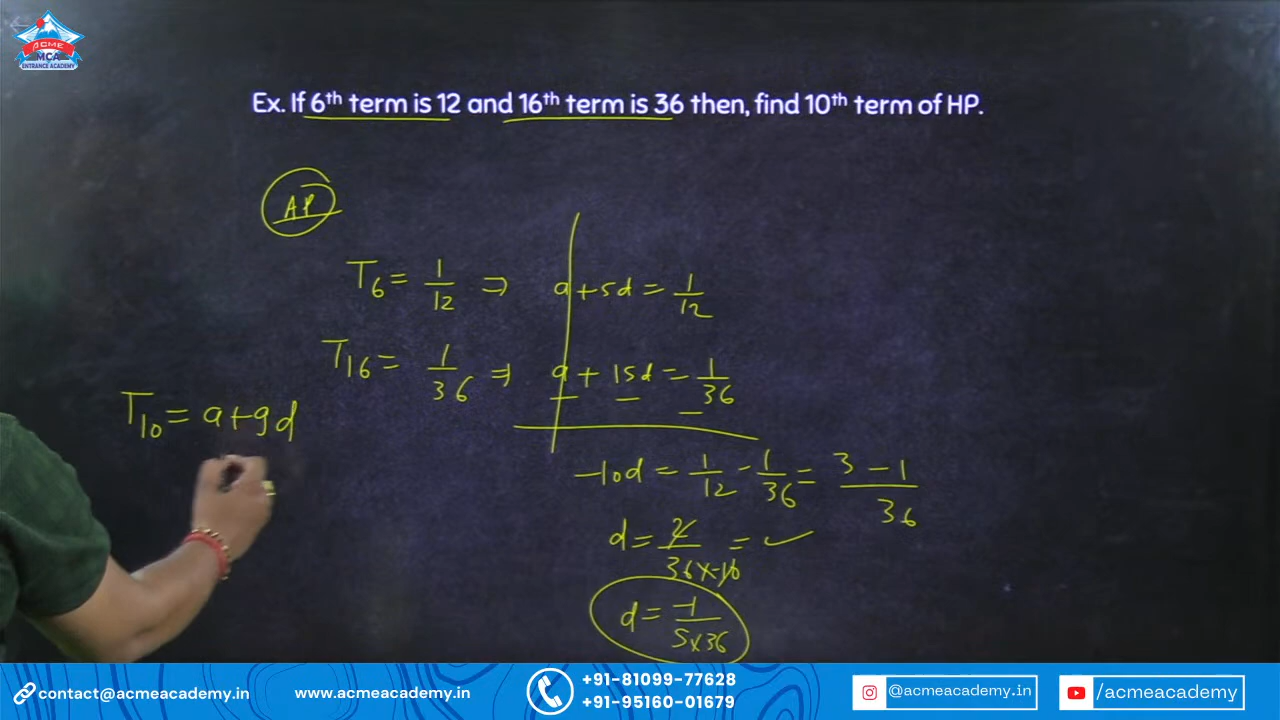 ACME
MCA
ENTRANCE ACADEMY
Ex. If 6th term is 12 and 16th term is 36 then, find 10th term of HP.
AP
T6 = 1/12 ⇒ a + 5d = 1/12
T16 = 1/36 ⇒ a + 15d = 1/36
T10 = a + 9d
-10d = 1/12 - 1/36 = 3 - 1/36
d = 2/36x-10 = ✓
d = -1/5x36
contact@acmeacademy.in
www.acmeacademy.in
+91-81099-77628
+91-95160-01679
@acmeacademy.in
/acmeacademy